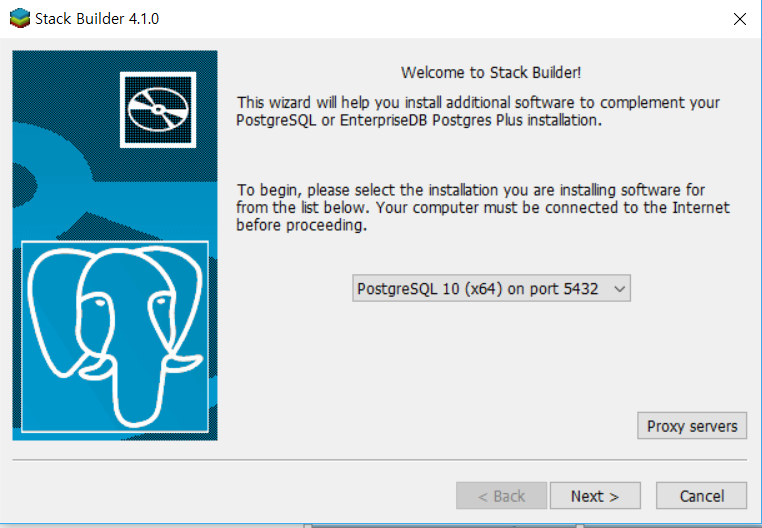 Stack Builder 4.1.0
Welcome to Stack Builder!
This wizard will help you install additional software to complement your
PostgreSQL or EnterpriseDB Postgres Plus installation.
To begin, please select the installation you are installing software for
from the list below. Your computer must be connected to the Internet
before proceeding.
PostgreSQL 10 (x64) on port 5432
Proxy servers
< Back
Next >
Cancel